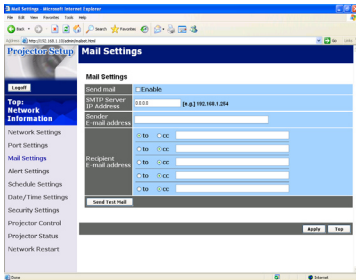 Mail Settings - Microsoft Internet Explorer
File Edit View Favorites Tools Help
Back Search Favorites
Go Links
Projector Setup
Mail Settings
Logoff
Top:
Network
Information
Network Settings
Port Settings
Mail Settings
Alert Settings
Schedule Settings
Date/Time Settings
Security Settings
Projector Control
Projector Status
Network Restart
Mail Settings
Send mail Enable
SMTP Server
IP Address 0.0.0.0 [e.g.] 192.168.1.254
Sender
E-mail address
Recipient
E-mail address
to cc
to cc
to cc
to cc
to cc
Send Test Mail
Apply Top
Done Internet